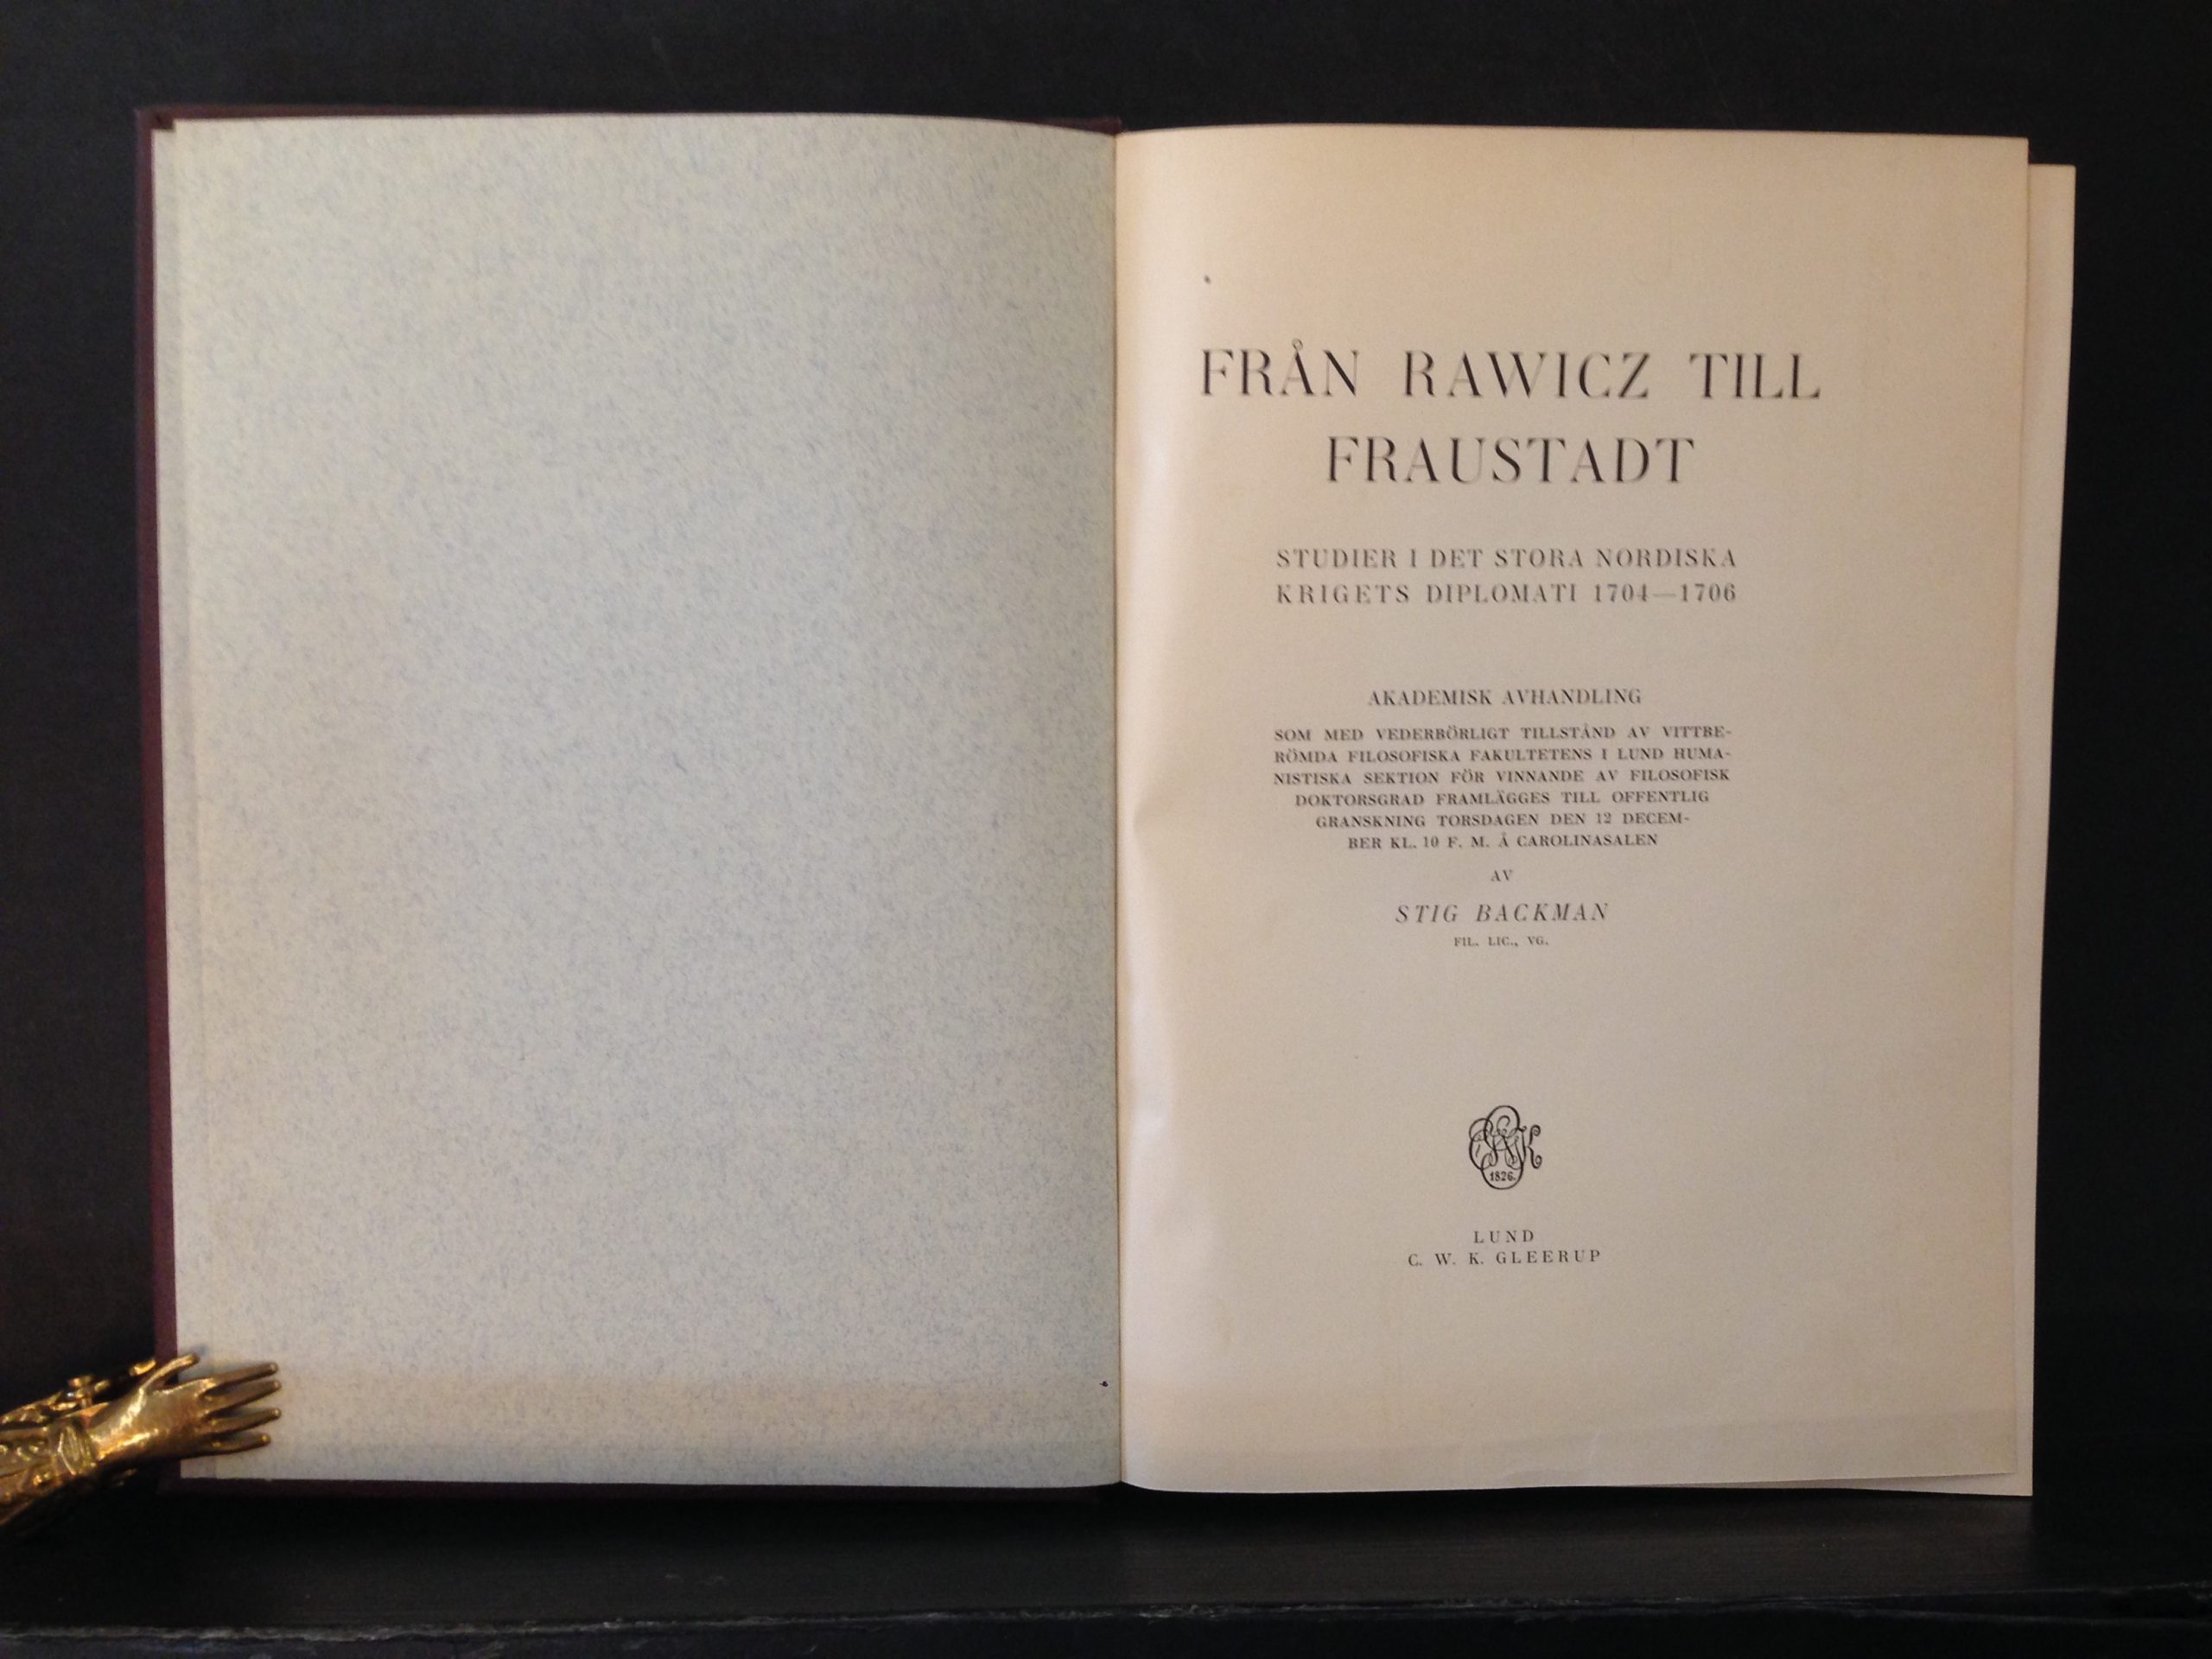 FRÅN RAWICZ TILL
FRAUSTADT
STUDIER I DET STORA NORDISKA
KRIGETS DIPLOMATI 1704—1706
AKADEMISK AVHANDLING
SOM MED VEDERBÖRLIGT TILLSTÅND AV VITTBE-
RÖMDA FILOSOFISKA FAKULTETENS I LUND HUMA-
NISTISKA SEKTION FÖR VINNANDE AV FILOSOFISK
DOKTORSGRAD FRAMLÄGGES TILL OFFENTLIG
GRANSKNING TORSDAGEN DEN 12 DECEM-
BER KL. 10 F. M. Å CAROLINASALEN
AV
STIG BACKMAN
FIL. LIC., VG.
1826.
LUND
C. W. K. GLEERUP